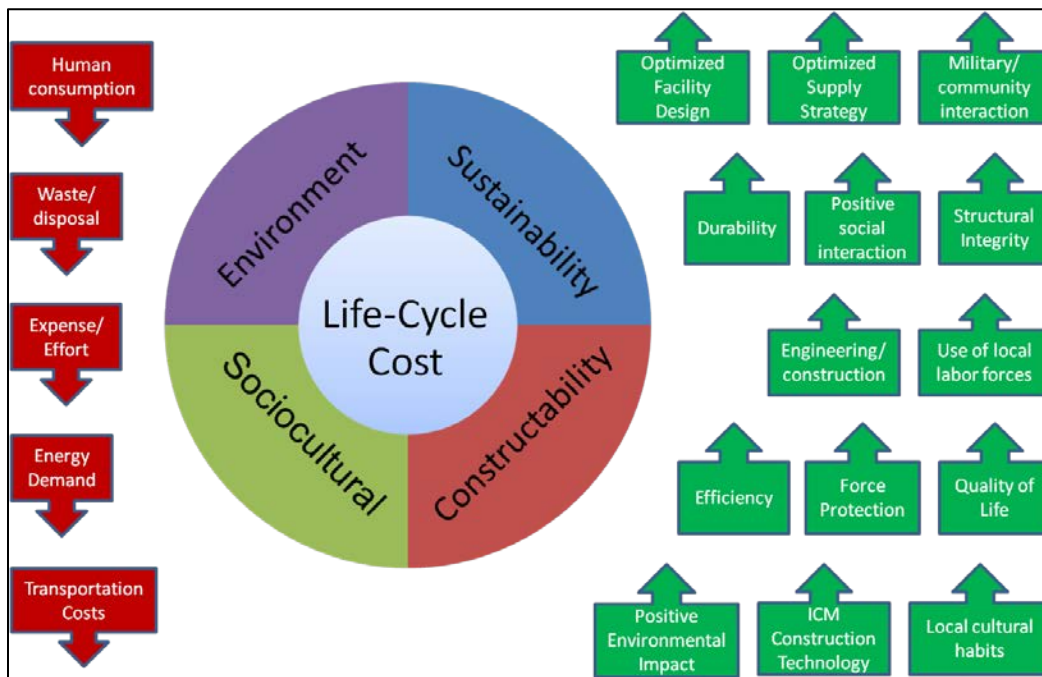 Human
consumption
Waste/
disposal
Expense/
Effort
Energy
Demand
Transportation
Costs
Environment
Sustainability
Life-Cycle
Cost
Sociocultural
Constructability
Optimized
Facility
Design
Optimized
Supply
Strategy
Military/
community
interaction
Durability
Positive
social
interaction
Structural
Integrity
Engineering/
construction
Use of local
labor forces
Efficiency
Force
Protection
Quality of
Life
Positive
Environmental
Impact
ICM
Construction
Technology
Local cultural
habits